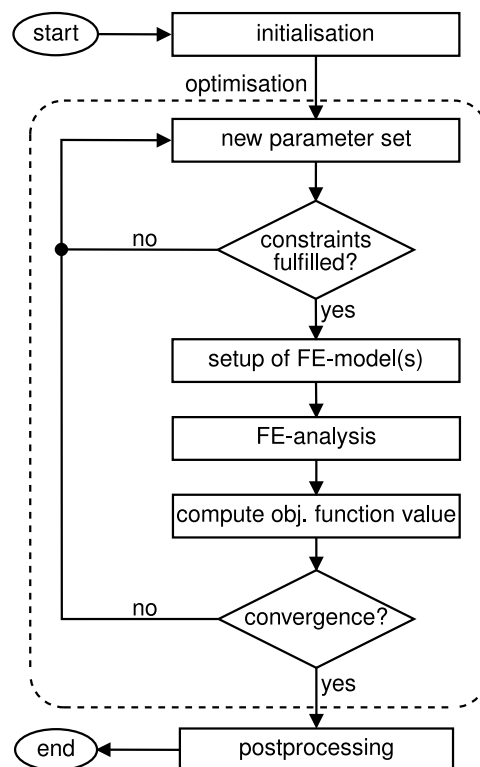 start
initialisation
optimisation
new parameter set
no
constraints
fulfilled?
yes
setup of FE-model(s)
FE-analysis
compute obj. function value
no
convergence?
yes
end
postprocessing